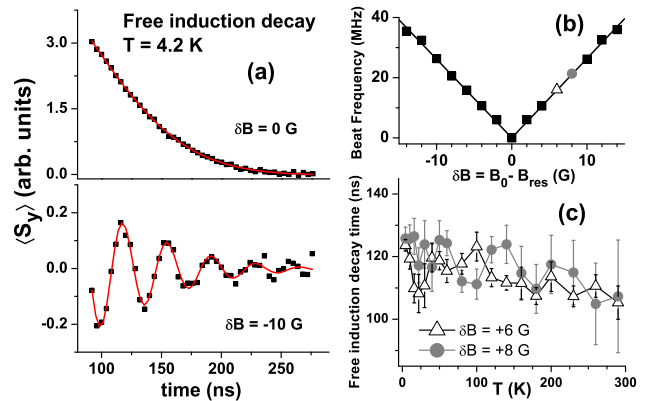 Free induction decay
T = 4.2 K
(a)
3.0
1.5
0.0
δB = 0 G
0.2
0.0
-0.2
δB = -10 G
⟨Sy⟩ (arb. units)
100 150 200 250
time (ns)
(b)
40
20
0
Beat Frequency (MHz)
-10 0 10
δB = B0- Bres (G)
(c)
140
120
100
Free induction decay time (ns)
δB = +6 G
δB = +8 G
0 100 200 300
T (K)